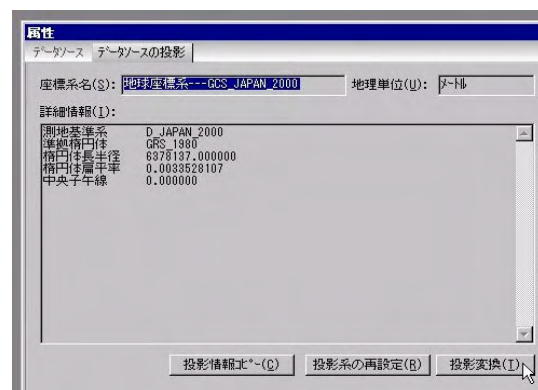 属性
データソース データソースの投影
座標系名(S): 地球座標系---GCS_JAPAN_2000 地理単位(U): メートル
詳細情報(I):
測地基準系 D_JAPAN_2000
準拠楕円体 GRS_1980
楕円体長半径 6378137.000000
楕円体扁平率 0.0033528107
中央子午線 0.000000
投影情報コピー(C) 投影系の再設定(R) 投影変換(T)